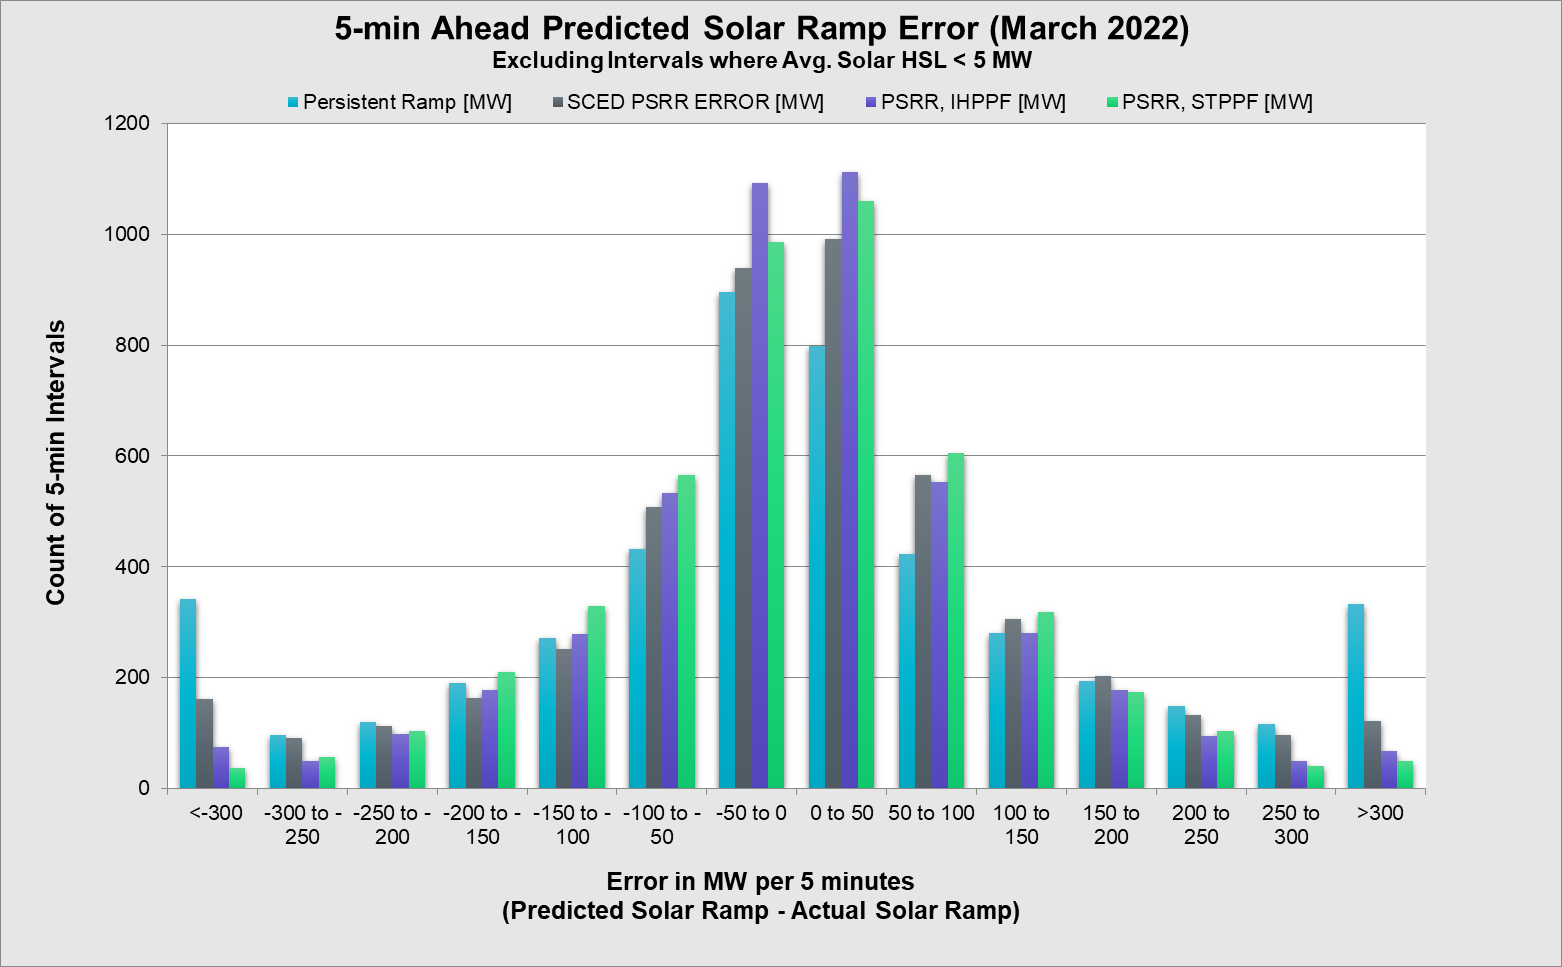 5-min Ahead Predicted Solar Ramp Error (March 2022)
Excluding Intervals where Avg. Solar HSL < 5 MW
Persistent Ramp [MW] SCED PSRR ERROR [MW] PSRR, IHPPF [MW] PSRR, STPPF [MW]
1200
1000
800
600
400
200
0
Count of 5-min Intervals
<-300 -300 to - -250 to - -200 to - -150 to - -100 to - -50 to 0 0 to 50 50 to 100 100 to 150 to 200 to 250 to >300
250 200 150 100 50 150 200 250 300
Error in MW per 5 minutes
(Predicted Solar Ramp - Actual Solar Ramp)